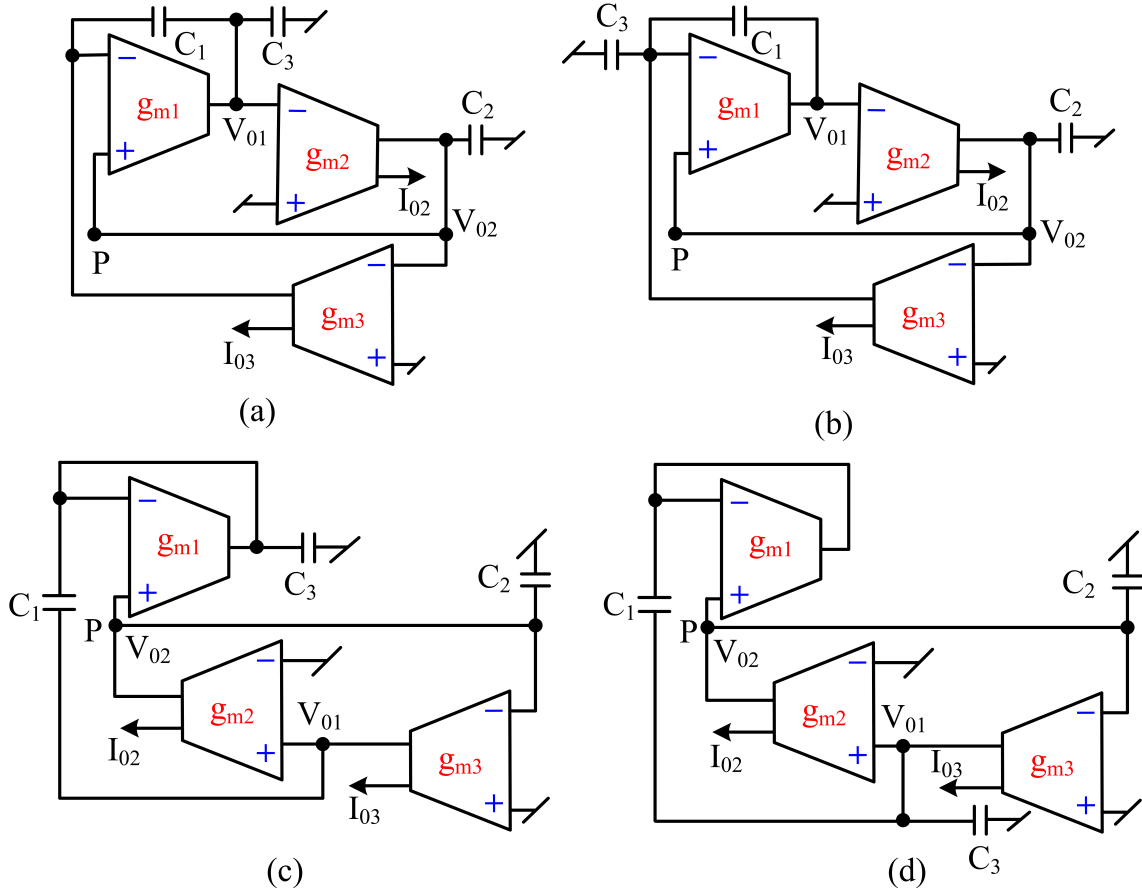 C₁
C₃
−
gₘ₁
+
V₀₁
−
gₘ₂
+
C₂
I₀₂
V₀₂
P
−
gₘ₃
+
I₀₃
(a)
C₃
C₁
−
gₘ₁
+
V₀₁
−
gₘ₂
+
C₂
I₀₂
V₀₂
P
−
gₘ₃
+
I₀₃
(b)
−
gₘ₁
+
C₃
C₂
C₁
P
V₀₂
−
gₘ₂
+
I₀₂
V₀₁
−
gₘ₃
+
I₀₃
(c)
−
gₘ₁
+
C₂
C₁
P
V₀₂
−
gₘ₂
+
I₀₂
V₀₁
I₀₃
−
gₘ₃
+
C₃
(d)